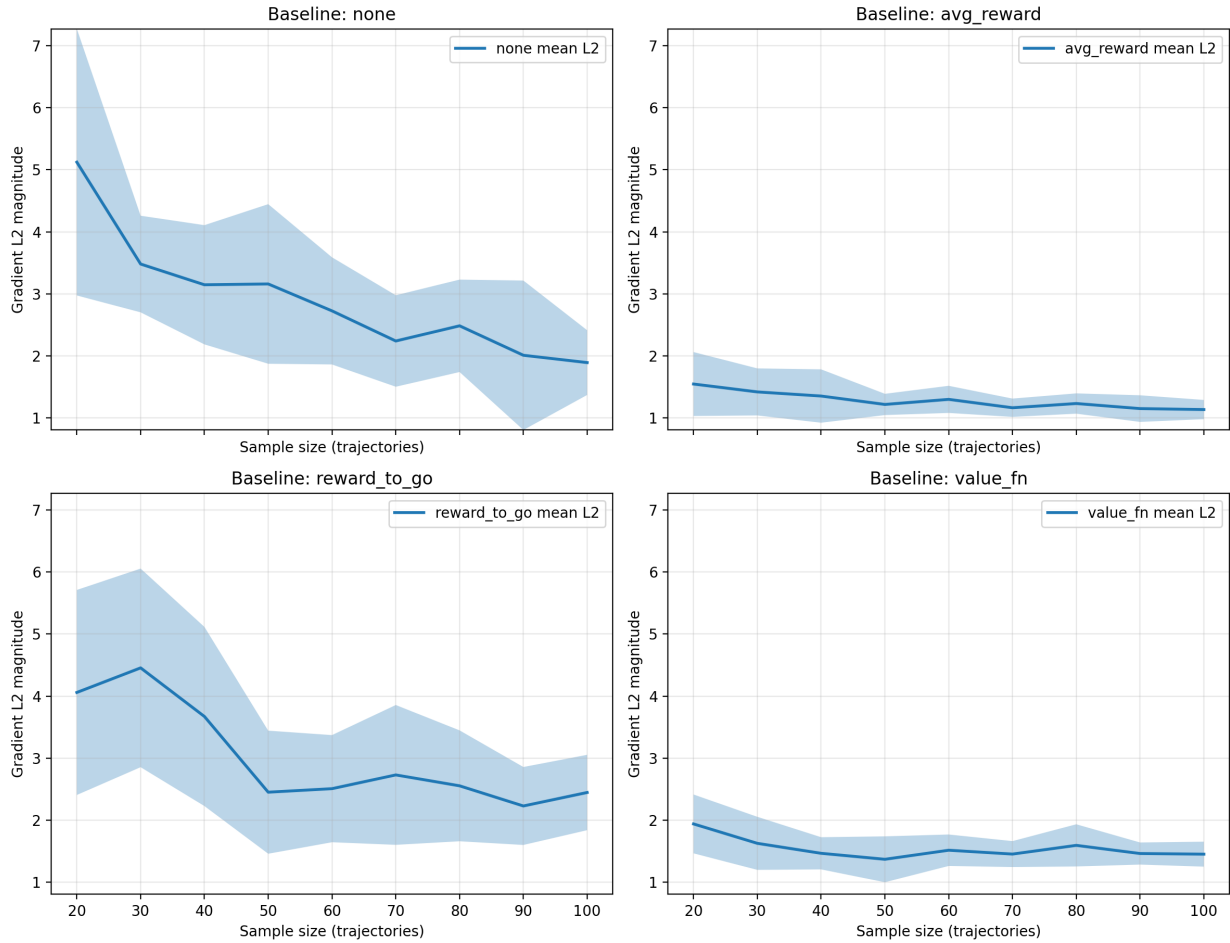 Baseline: none
none mean L2
7
6
5
4
3
2
1
Gradient L2 magnitude
Sample size (trajectories)
Baseline: avg_reward
avg_reward mean L2
7
6
5
4
3
2
1
Gradient L2 magnitude
Sample size (trajectories)
Baseline: reward_to_go
reward_to_go mean L2
7
6
5
4
3
2
1
Gradient L2 magnitude
20 30 40 50 60 70 80 90 100
Sample size (trajectories)
Baseline: value_fn
value_fn mean L2
7
6
5
4
3
2
1
Gradient L2 magnitude
20 30 40 50 60 70 80 90 100
Sample size (trajectories)